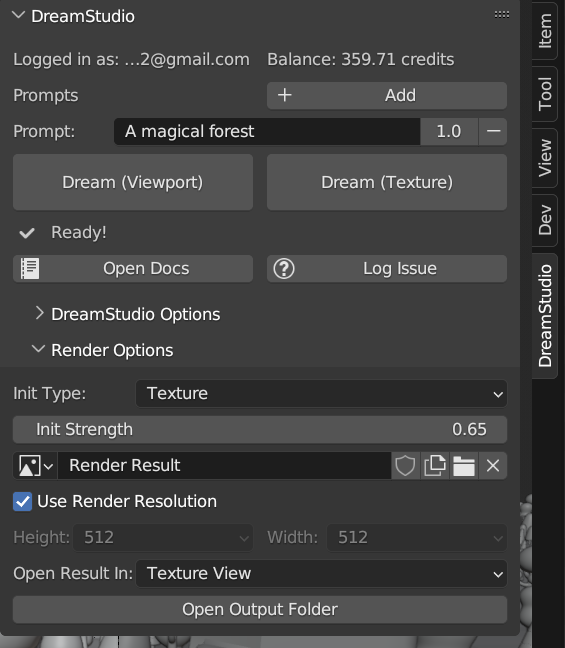 DreamStudio
Logged in as: ...2@gmail.com Balance: 359.71 credits
Prompts + Add
Prompt: A magical forest 1.0 −
Dream (Viewport) Dream (Texture)
Ready!
Open Docs Log Issue
DreamStudio Options
Render Options
Init Type: Texture
Init Strength 0.65
Render Result
Use Render Resolution
Height: 512 Width: 512
Open Result In: Texture View
Open Output Folder
Item
Tool
View
Dev
DreamStudio